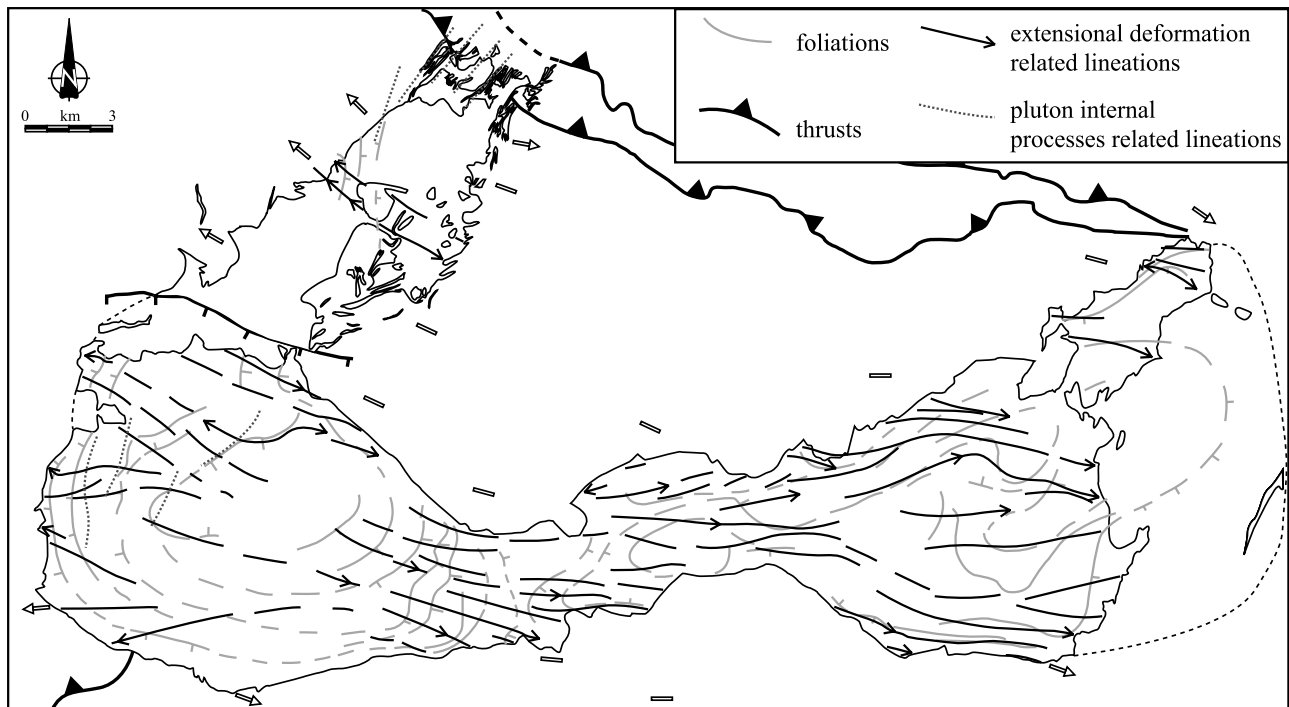 N
0 km 3
foliations
extensional deformation
related lineations
thrusts
pluton internal
processes related lineations